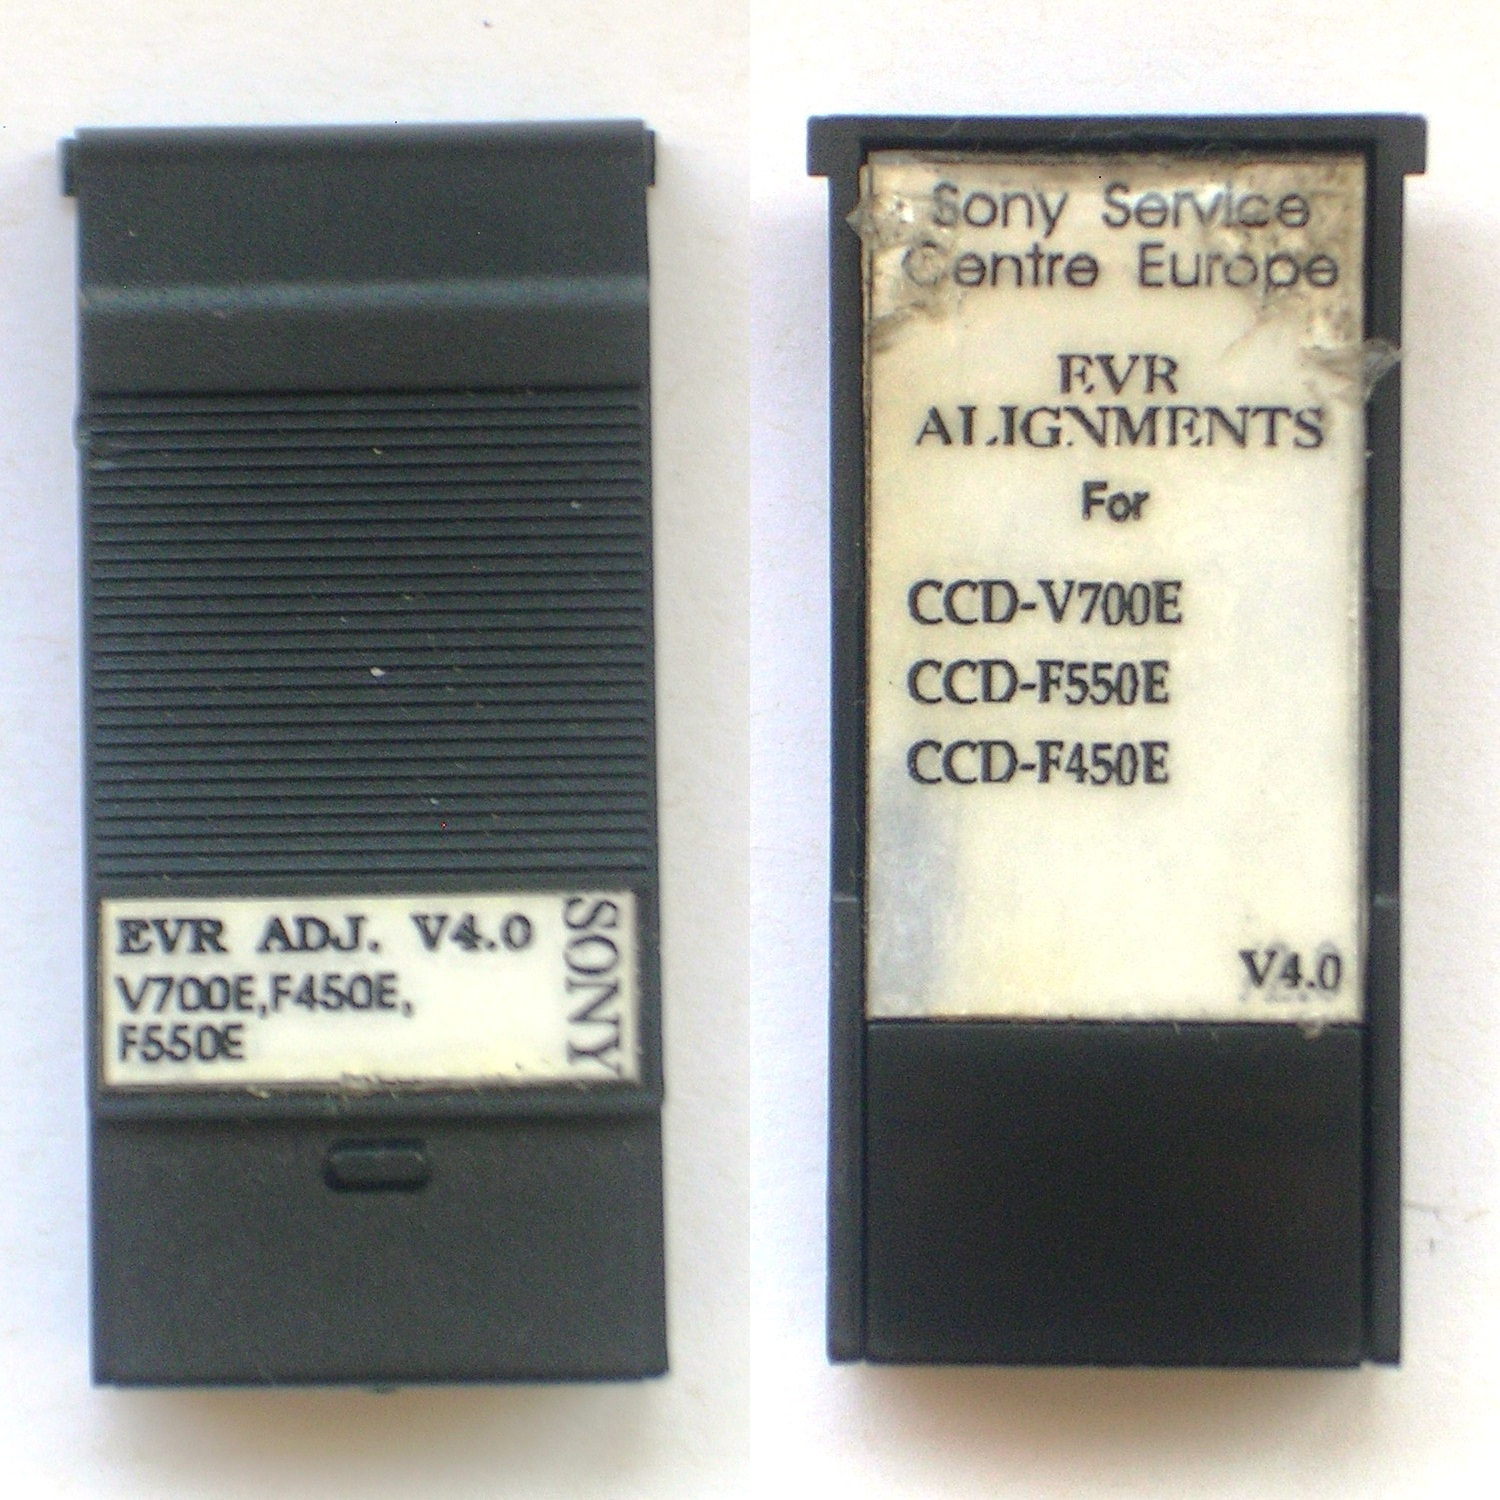 EVR ADJ. V4.0
V700E,F450E,
F550E
SONY
Sony Service
Centre Europe
EVR
ALIGNMENTS
For
CCD-V700E
CCD-F550E
CCD-F450E
V4.0